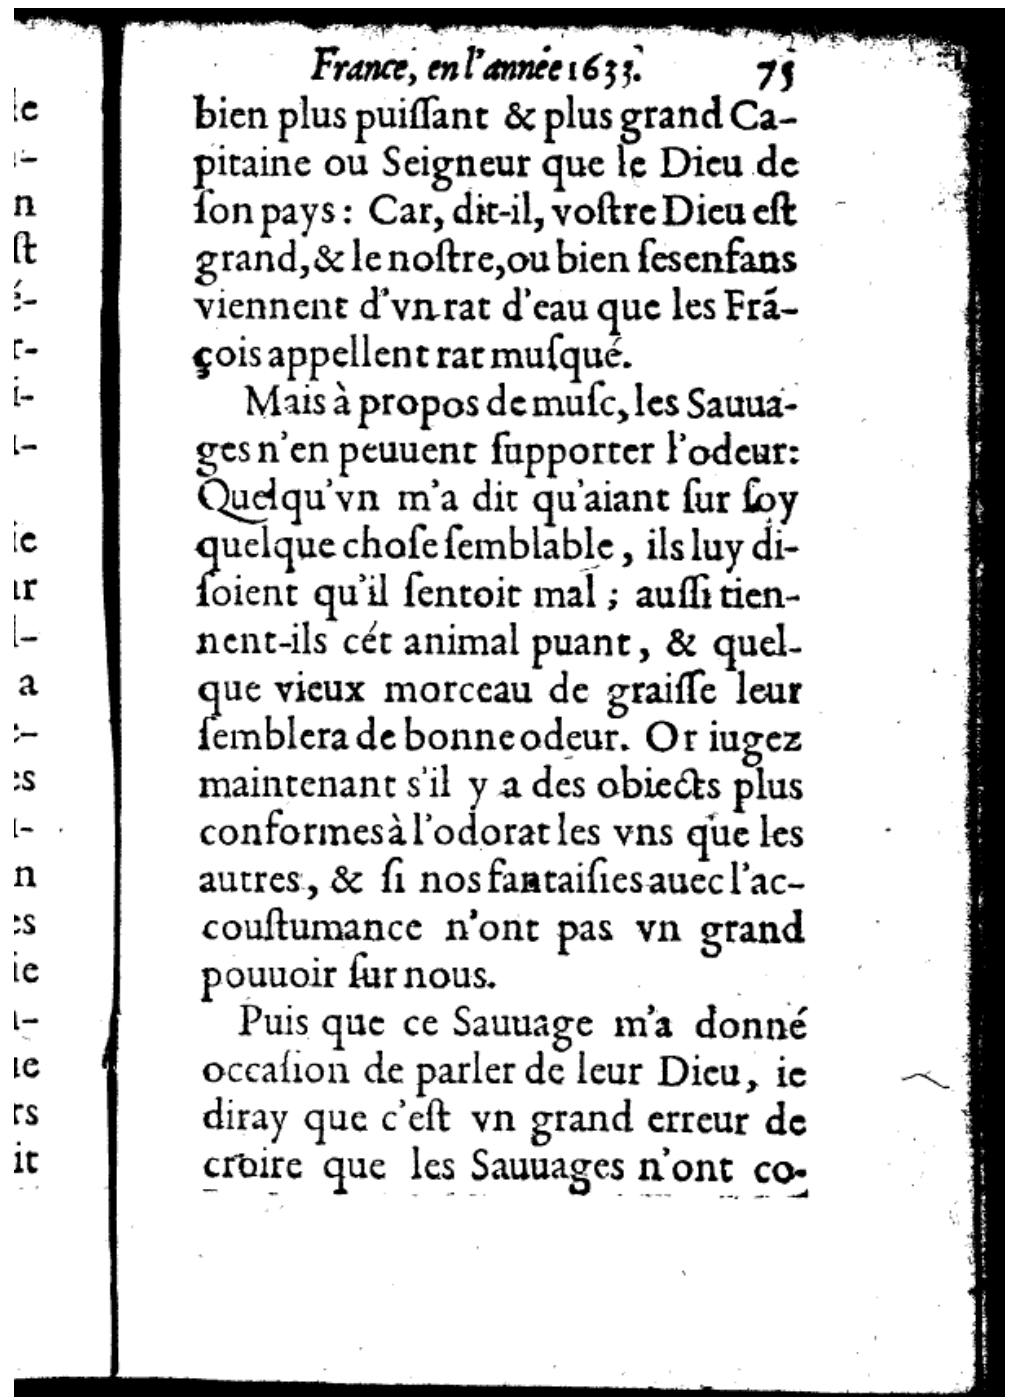 France, en l'année 1633. 75
bien plus puiſſant & plus grand Ca-
pitaine ou Seigneur que le Dieu de
ſon pays: Car, dit-il, voſtre Dieu eſt
grand, & le noſtre, ou bien ſes enfans
viennent d'vn rat d'eau que les Frã-
çois appellent rat muſqué.
Mais à propos de muſc, les Sauua-
ges n'en peuuent ſupporter l'odeur:
Quelqu'vn m'a dit qu'aiant ſur ſoy
quelque choſe ſemblable, ils luy di-
ſoient qu'il ſentoit mal; auſſi tien-
nent-ils cét animal puant, & quel-
que vieux morceau de graiſſe leur
ſemblera de bonne odeur. Or iugez
maintenant s'il y a des obiects plus
conformes à l'odorat les vns que les
autres, & ſi nos fantaiſies auec l'ac-
couſtumance n'ont pas vn grand
pouuoir ſur nous.
Puis que ce Sauuage m'a donné
occaſion de parler de leur Dieu, ie
diray que c'eſt vn grand erreur de
croire que les Sauuages n'ont co-